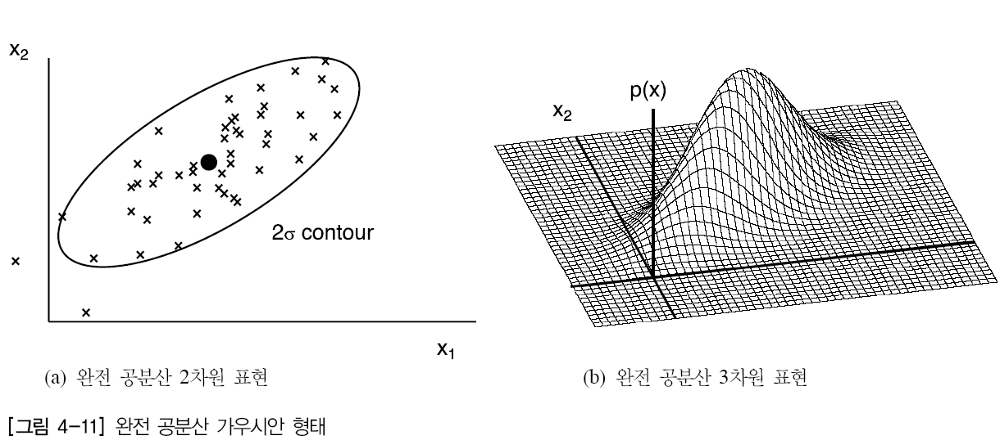 x₂
2σ contour
x₁
(a) 완전 공분산 2차원 표현
p(x)
x₂
(b) 완전 공분산 3차원 표현
[그림 4-11] 완전 공분산 가우시안 형태